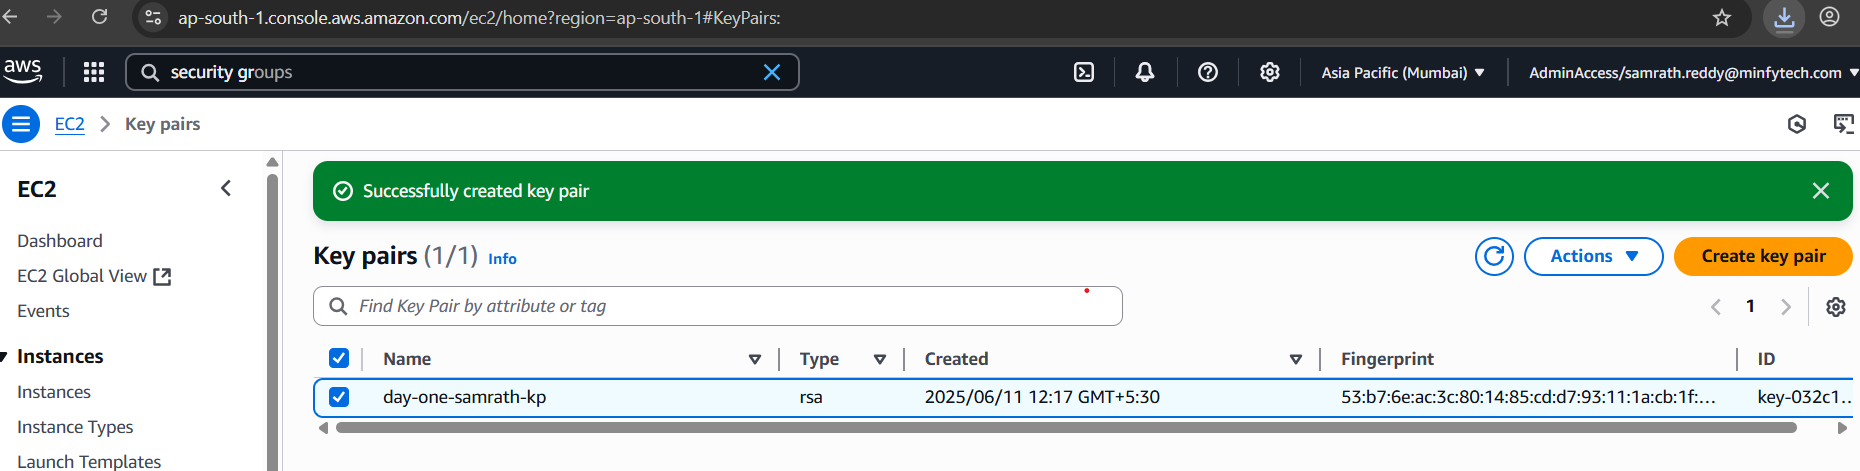 ap-south-1.console.aws.amazon.com/ec2/home?region=ap-south-1#KeyPairs:
aws
security groups
Asia Pacific (Mumbai)
AdminAccess/samrath.reddy@minfytech.com
EC2 > Key pairs
EC2
Dashboard
EC2 Global View
Events
Instances
Instances
Instance Types
Launch Templates
Successfully created key pair
Key pairs (1/1) Info
Actions
Create key pair
Find Key Pair by attribute or tag
1
Name Type Created Fingerprint ID
day-one-samrath-kp rsa 2025/06/11 12:17 GMT+5:30 53:b7:6e:ac:3c:80:14:85:cd:d7:93:11:1a:cb:1f:... key-032c1..